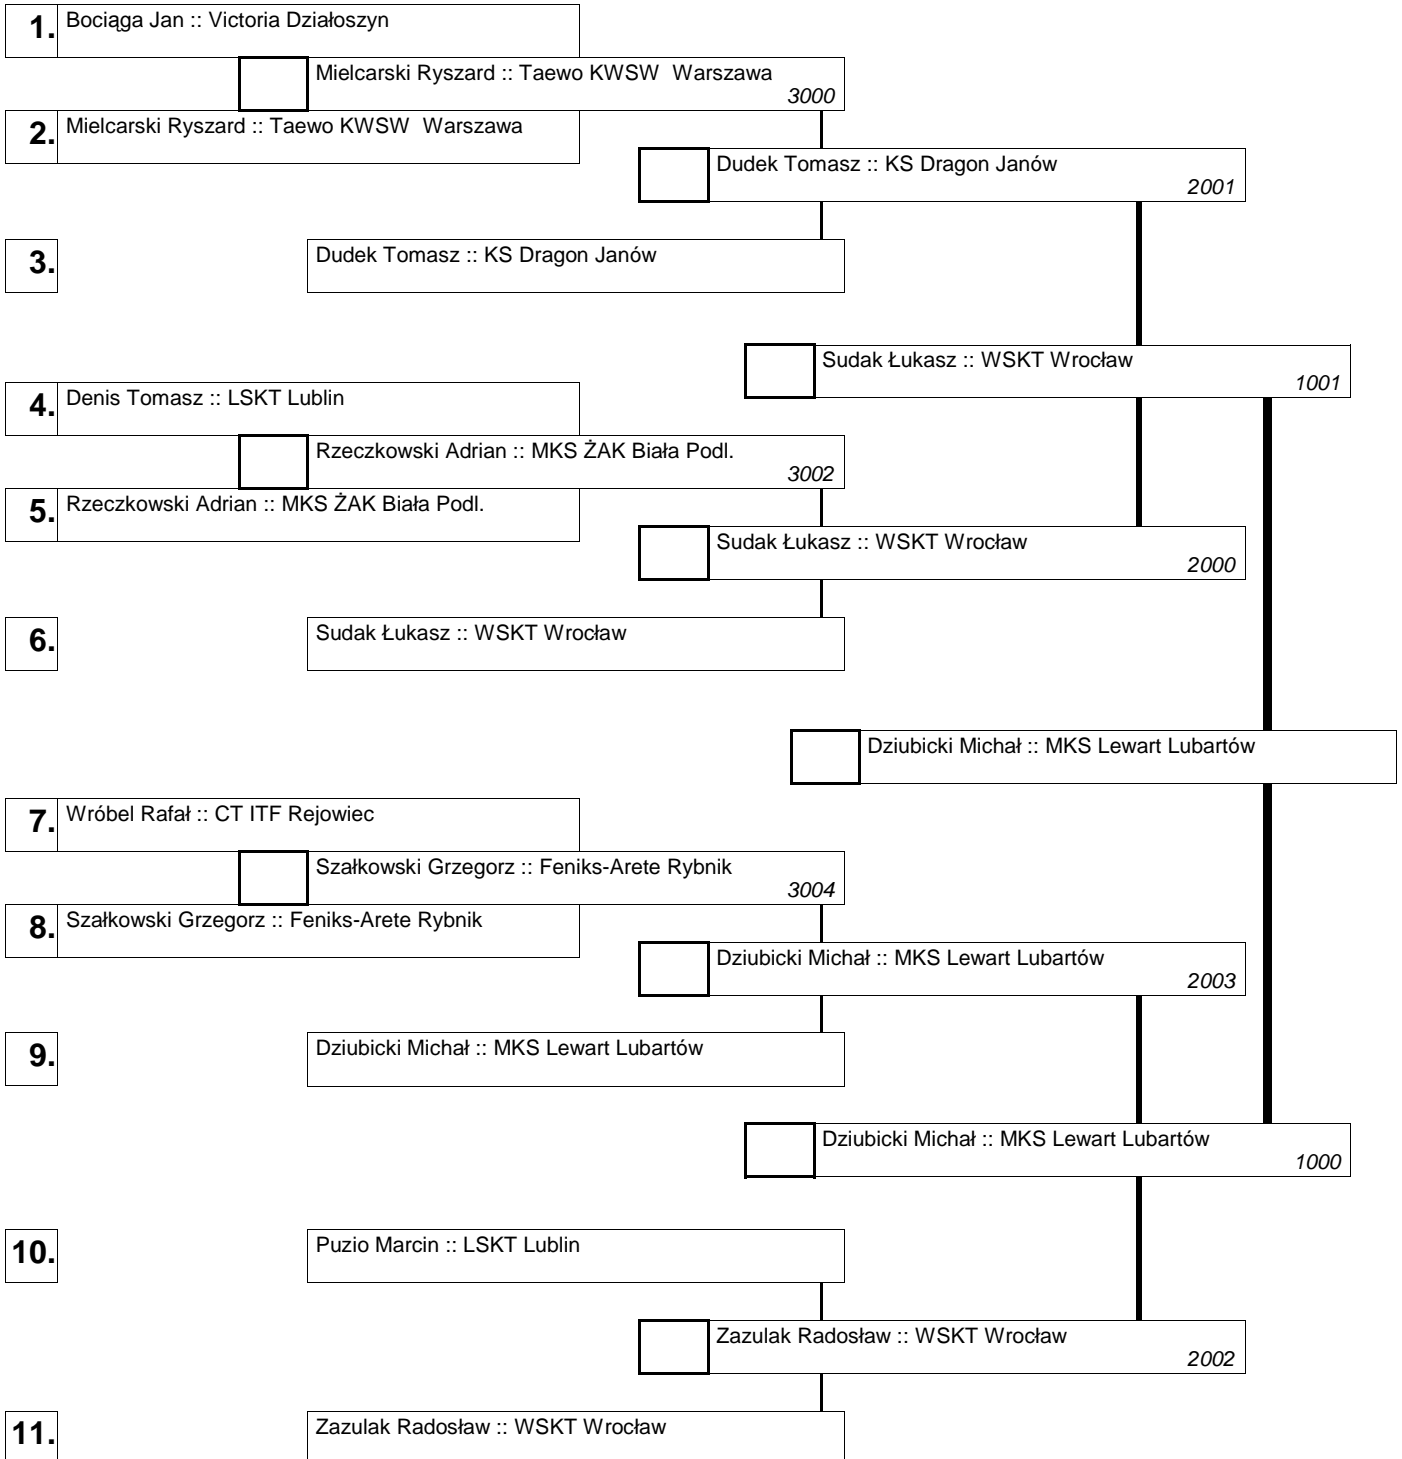 1. Bociąga Jan :: Victoria Działoszyn
Mielcarski Ryszard :: Taewo KWSW  Warszawa
3000
2. Mielcarski Ryszard :: Taewo KWSW  Warszawa
Dudek Tomasz :: KS Dragon Janów
2001
3. Dudek Tomasz :: KS Dragon Janów
Sudak Łukasz :: WSKT Wrocław
1001
4. Denis Tomasz :: LSKT Lublin
Rzeczkowski Adrian :: MKS ŻAK Biała Podl.
3002
5. Rzeczkowski Adrian :: MKS ŻAK Biała Podl.
Sudak Łukasz :: WSKT Wrocław
2000
6. Sudak Łukasz :: WSKT Wrocław
Dziubicki Michał :: MKS Lewart Lubartów
7. Wróbel Rafał :: CT ITF Rejowiec
Szałkowski Grzegorz :: Feniks-Arete Rybnik
3004
8. Szałkowski Grzegorz :: Feniks-Arete Rybnik
Dziubicki Michał :: MKS Lewart Lubartów
2003
9. Dziubicki Michał :: MKS Lewart Lubartów
Dziubicki Michał :: MKS Lewart Lubartów
1000
10. Puzio Marcin :: LSKT Lublin
Zazulak Radosław :: WSKT Wrocław
2002
11. Zazulak Radosław :: WSKT Wrocław